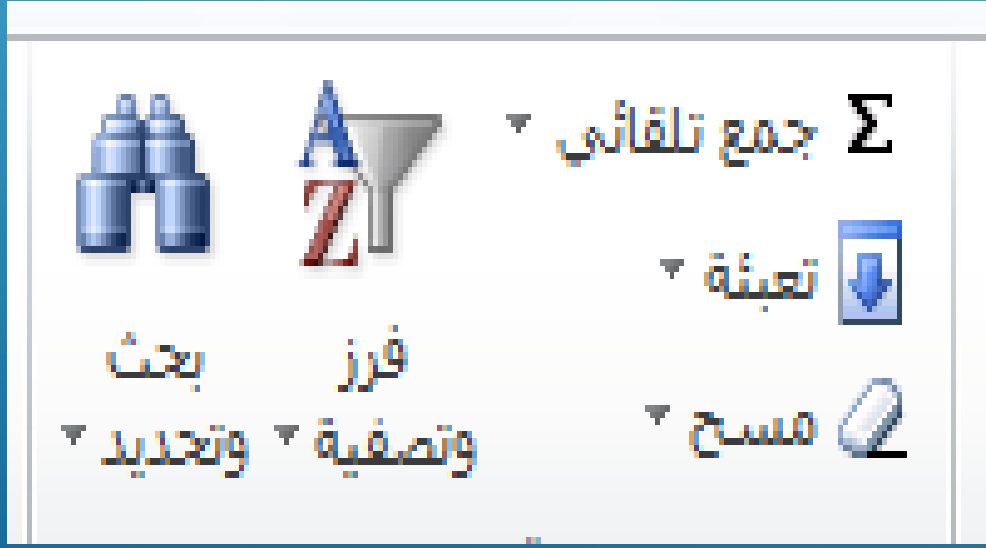 Σ جمع تلقائي
تعبئة
مسح
A
Z
فرز
وتصفية
بحث
وتحديد